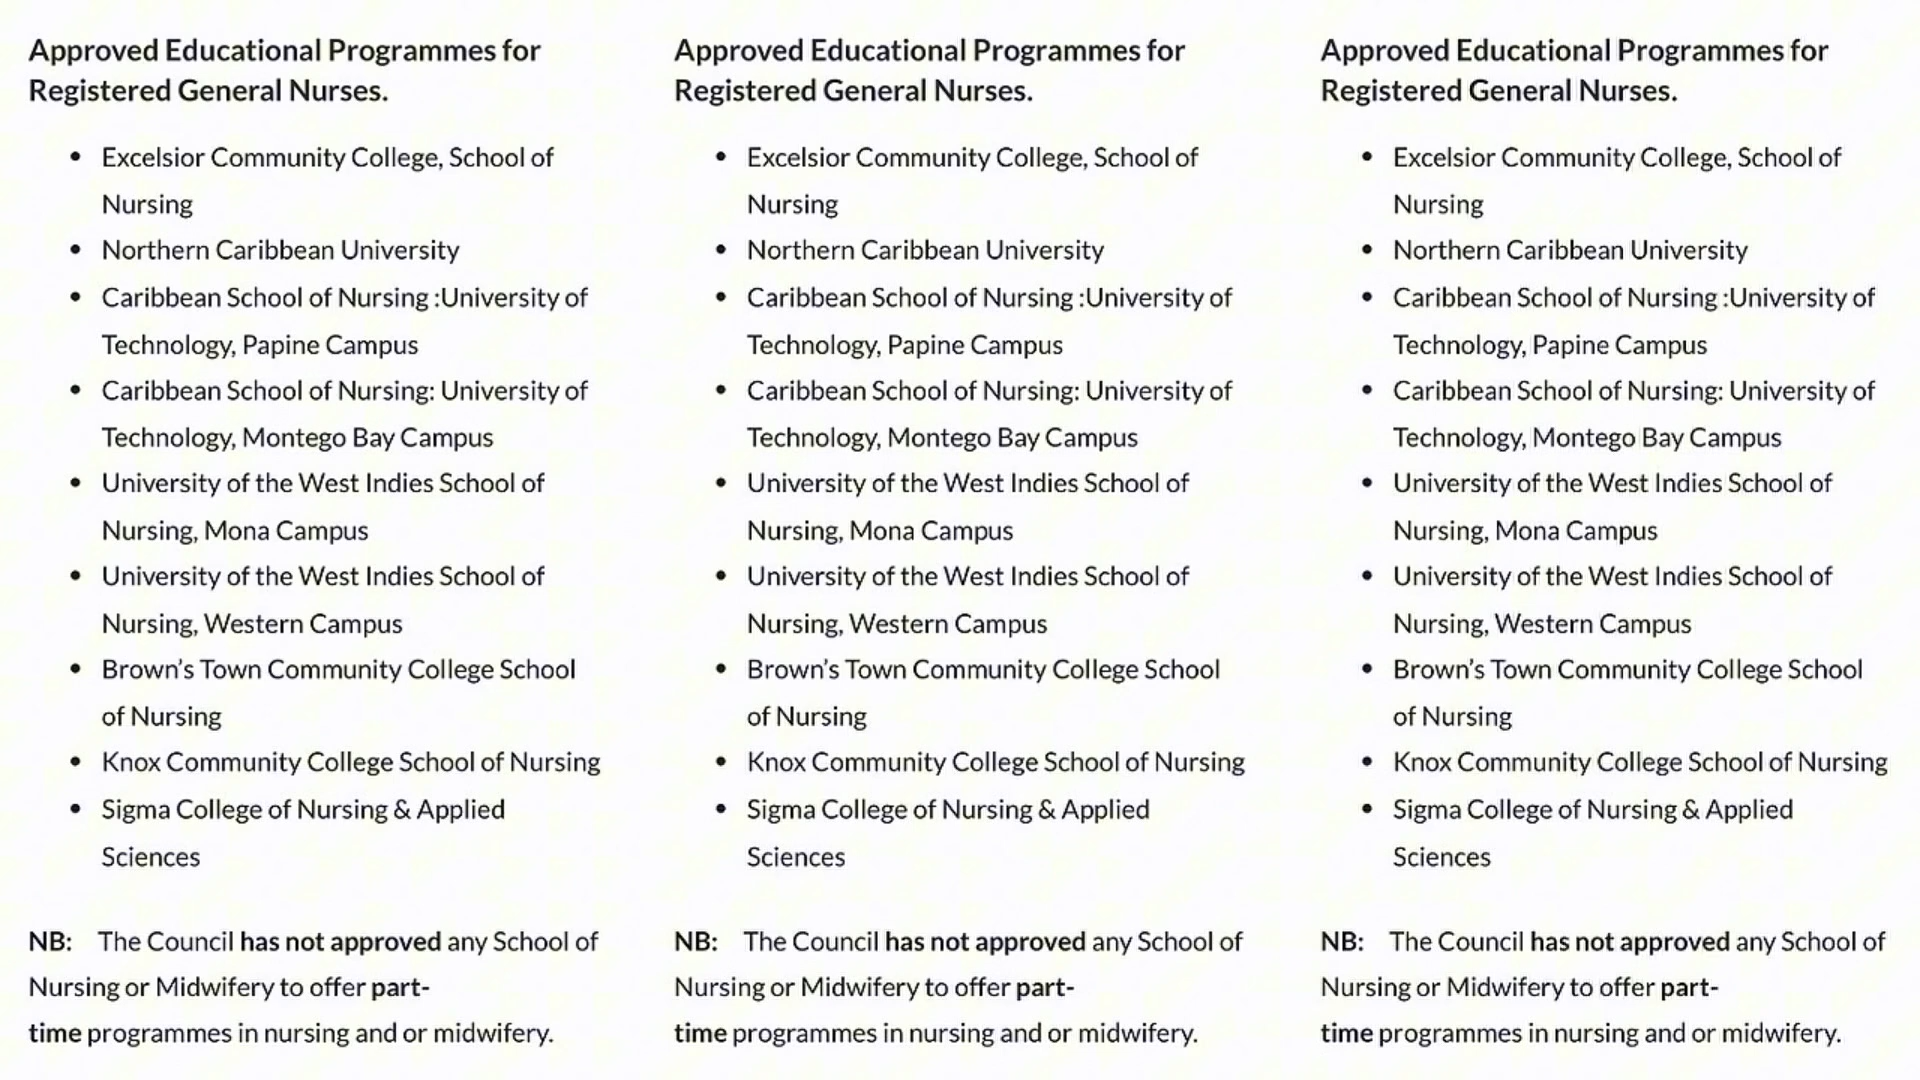 Approved Educational Programmes for
Registered General Nurses.
• Excelsior Community College, School of
Nursing
• Northern Caribbean University
• Caribbean School of Nursing :University of
Technology, Papine Campus
• Caribbean School of Nursing: University of
Technology, Montego Bay Campus
• University of the West Indies School of
Nursing, Mona Campus
• University of the West Indies School of
Nursing, Western Campus
• Brown’s Town Community College School
of Nursing
• Knox Community College School of Nursing
• Sigma College of Nursing & Applied
Sciences
NB: The Council has not approved any School of
Nursing or Midwifery to offer part-
time programmes in nursing and or midwifery.
Approved Educational Programmes for
Registered General Nurses.
• Excelsior Community College, School of
Nursing
• Northern Caribbean University
• Caribbean School of Nursing :University of
Technology, Papine Campus
• Caribbean School of Nursing: University of
Technology, Montego Bay Campus
• University of the West Indies School of
Nursing, Mona Campus
• University of the West Indies School of
Nursing, Western Campus
• Brown’s Town Community College School
of Nursing
• Knox Community College School of Nursing
• Sigma College of Nursing & Applied
Sciences
NB: The Council has not approved any School of
Nursing or Midwifery to offer part-
time programmes in nursing and or midwifery.
Approved Educational Programmes for
Registered General Nurses.
• Excelsior Community College, School of
Nursing
• Northern Caribbean University
• Caribbean School of Nursing :University of
Technology, Papine Campus
• Caribbean School of Nursing: University of
Technology, Montego Bay Campus
• University of the West Indies School of
Nursing, Mona Campus
• University of the West Indies School of
Nursing, Western Campus
• Brown’s Town Community College School
of Nursing
• Knox Community College School of Nursing
• Sigma College of Nursing & Applied
Sciences
NB: The Council has not approved any School of
Nursing or Midwifery to offer part-
time programmes in nursing and or midwifery.